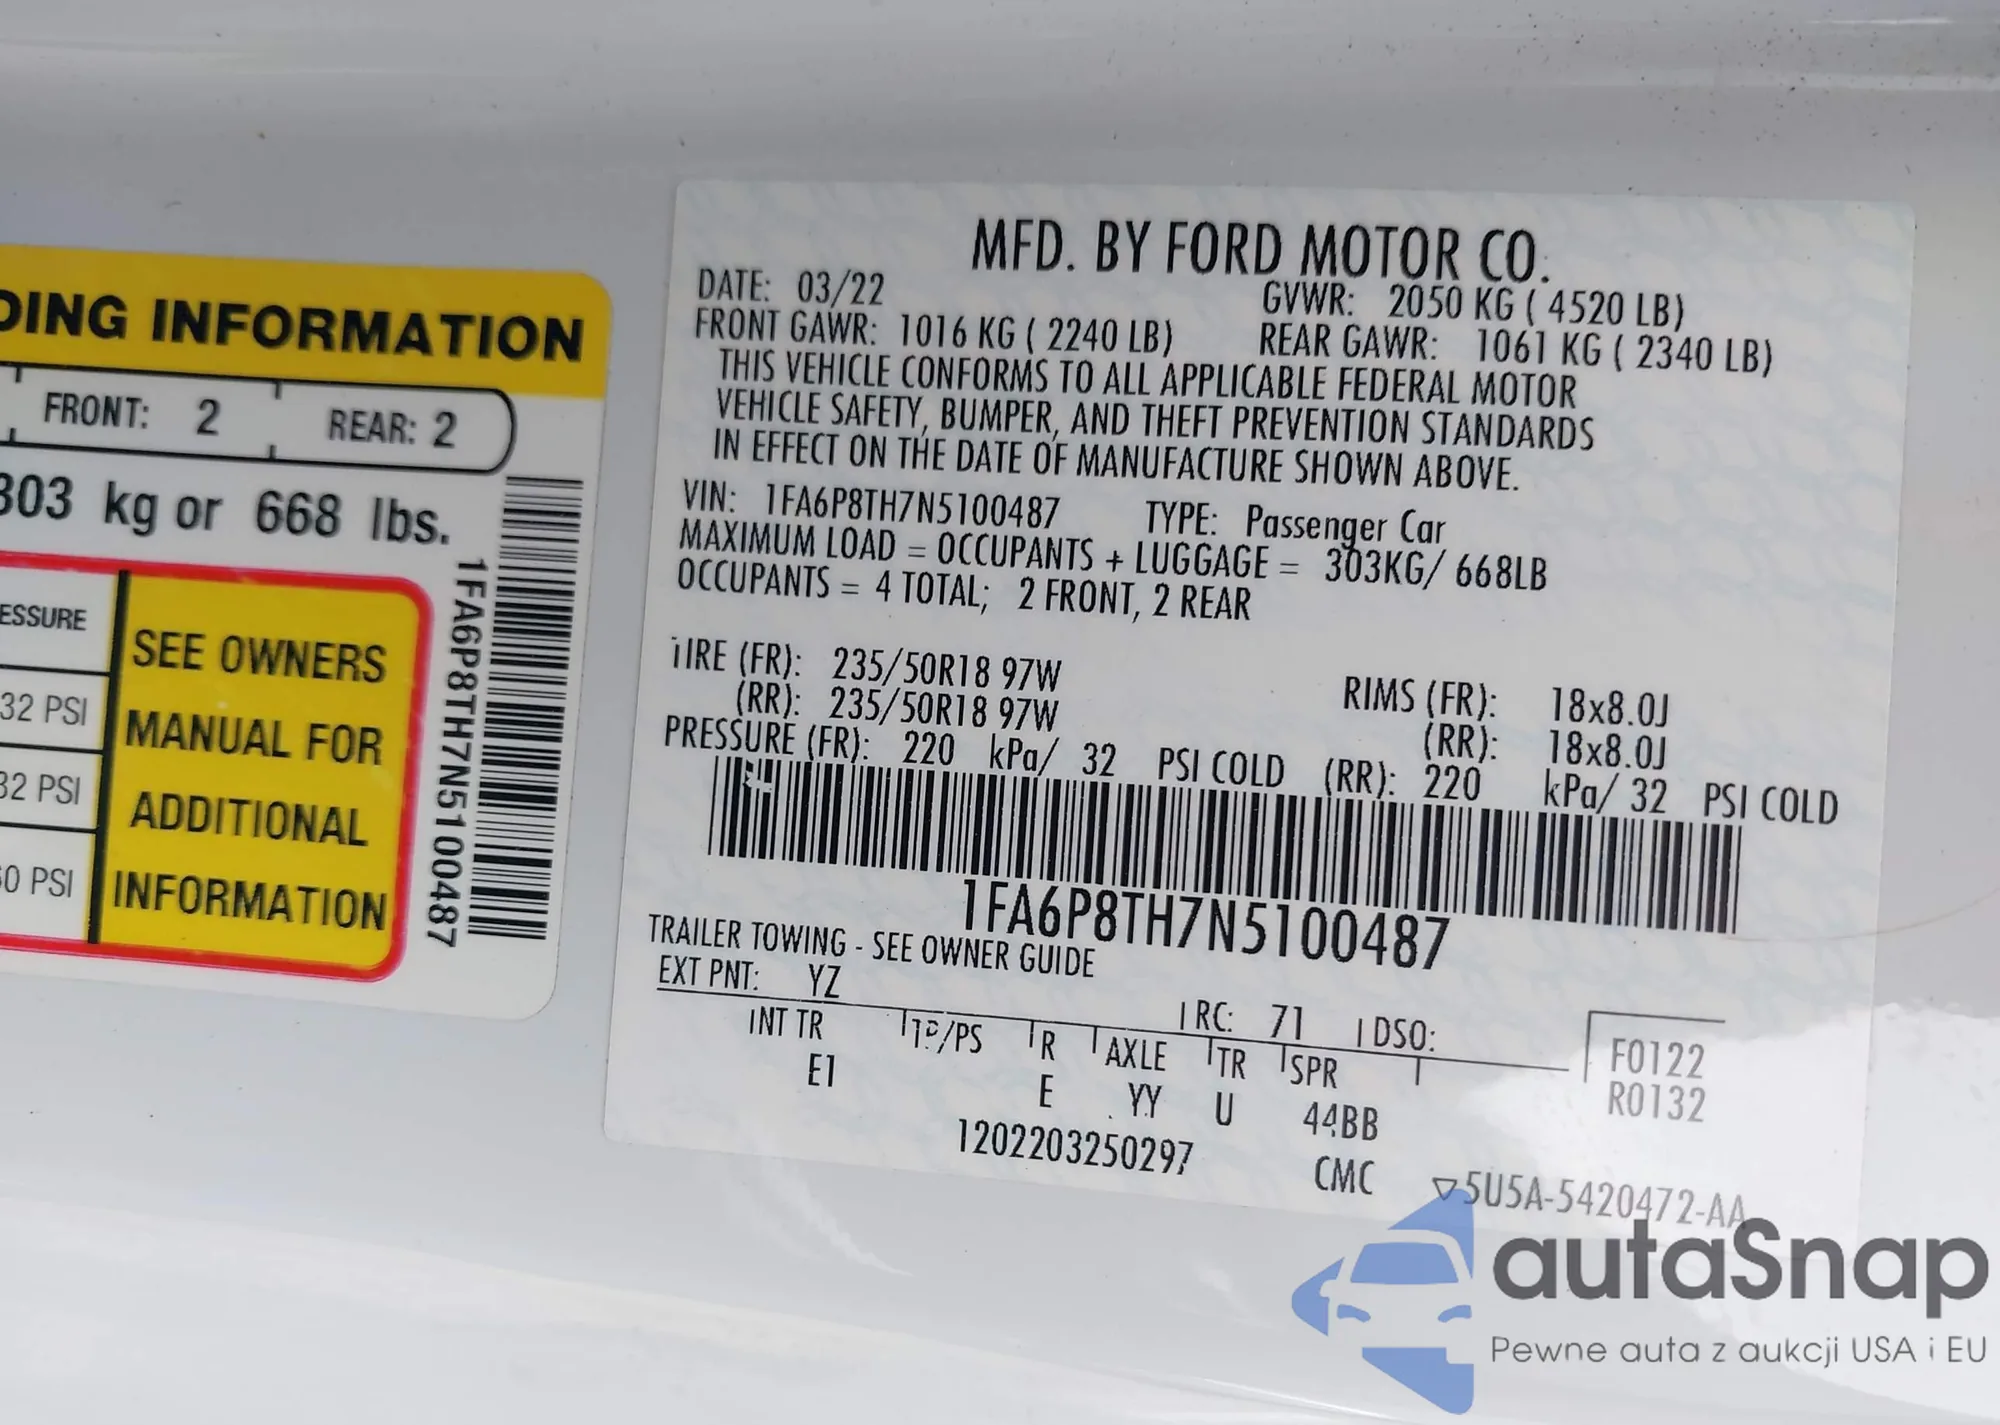 DING INFORMATION
FRONT: 2 REAR: 2
303 kg or 668 lbs.
ESSURE
32 PSI
32 PSI
60 PSI
SEE OWNERS
MANUAL FOR
ADDITIONAL
INFORMATION
1FA6P8TH7N5100487
MFD. BY FORD MOTOR CO.
DATE: 03/22 GVWR: 2050 KG ( 4520 LB)
FRONT GAWR: 1016 KG ( 2240 LB) REAR GAWR: 1061 KG ( 2340 LB)
THIS VEHICLE CONFORMS TO ALL APPLICABLE FEDERAL MOTOR
VEHICLE SAFETY, BUMPER, AND THEFT PREVENTION STANDARDS
IN EFFECT ON THE DATE OF MANUFACTURE SHOWN ABOVE.
VIN: 1FA6P8TH7N5100487 TYPE: Passenger Car
MAXIMUM LOAD = OCCUPANTS + LUGGAGE = 303KG/ 668LB
OCCUPANTS = 4 TOTAL; 2 FRONT, 2 REAR
TIRE (FR): 235/50R18 97W RIMS (FR): 18x8.0J
(RR): 235/50R18 97W (RR): 18x8.0J
PRESSURE (FR): 220 kPa/ 32 PSI COLD (RR): 220 kPa/ 32 PSI COLD
1FA6P8TH7N5100487
TRAILER TOWING - SEE OWNER GUIDE
EXT PNT: YZ RC: 71 DSO:
INT TR TP/PS R AXLE TR SPR F0122
E1 E YY U 44BB R0132
1202203250297 CMC ▽5U5A-5420472-AA
autaSnap
Pewne auta z aukcji USA i EU